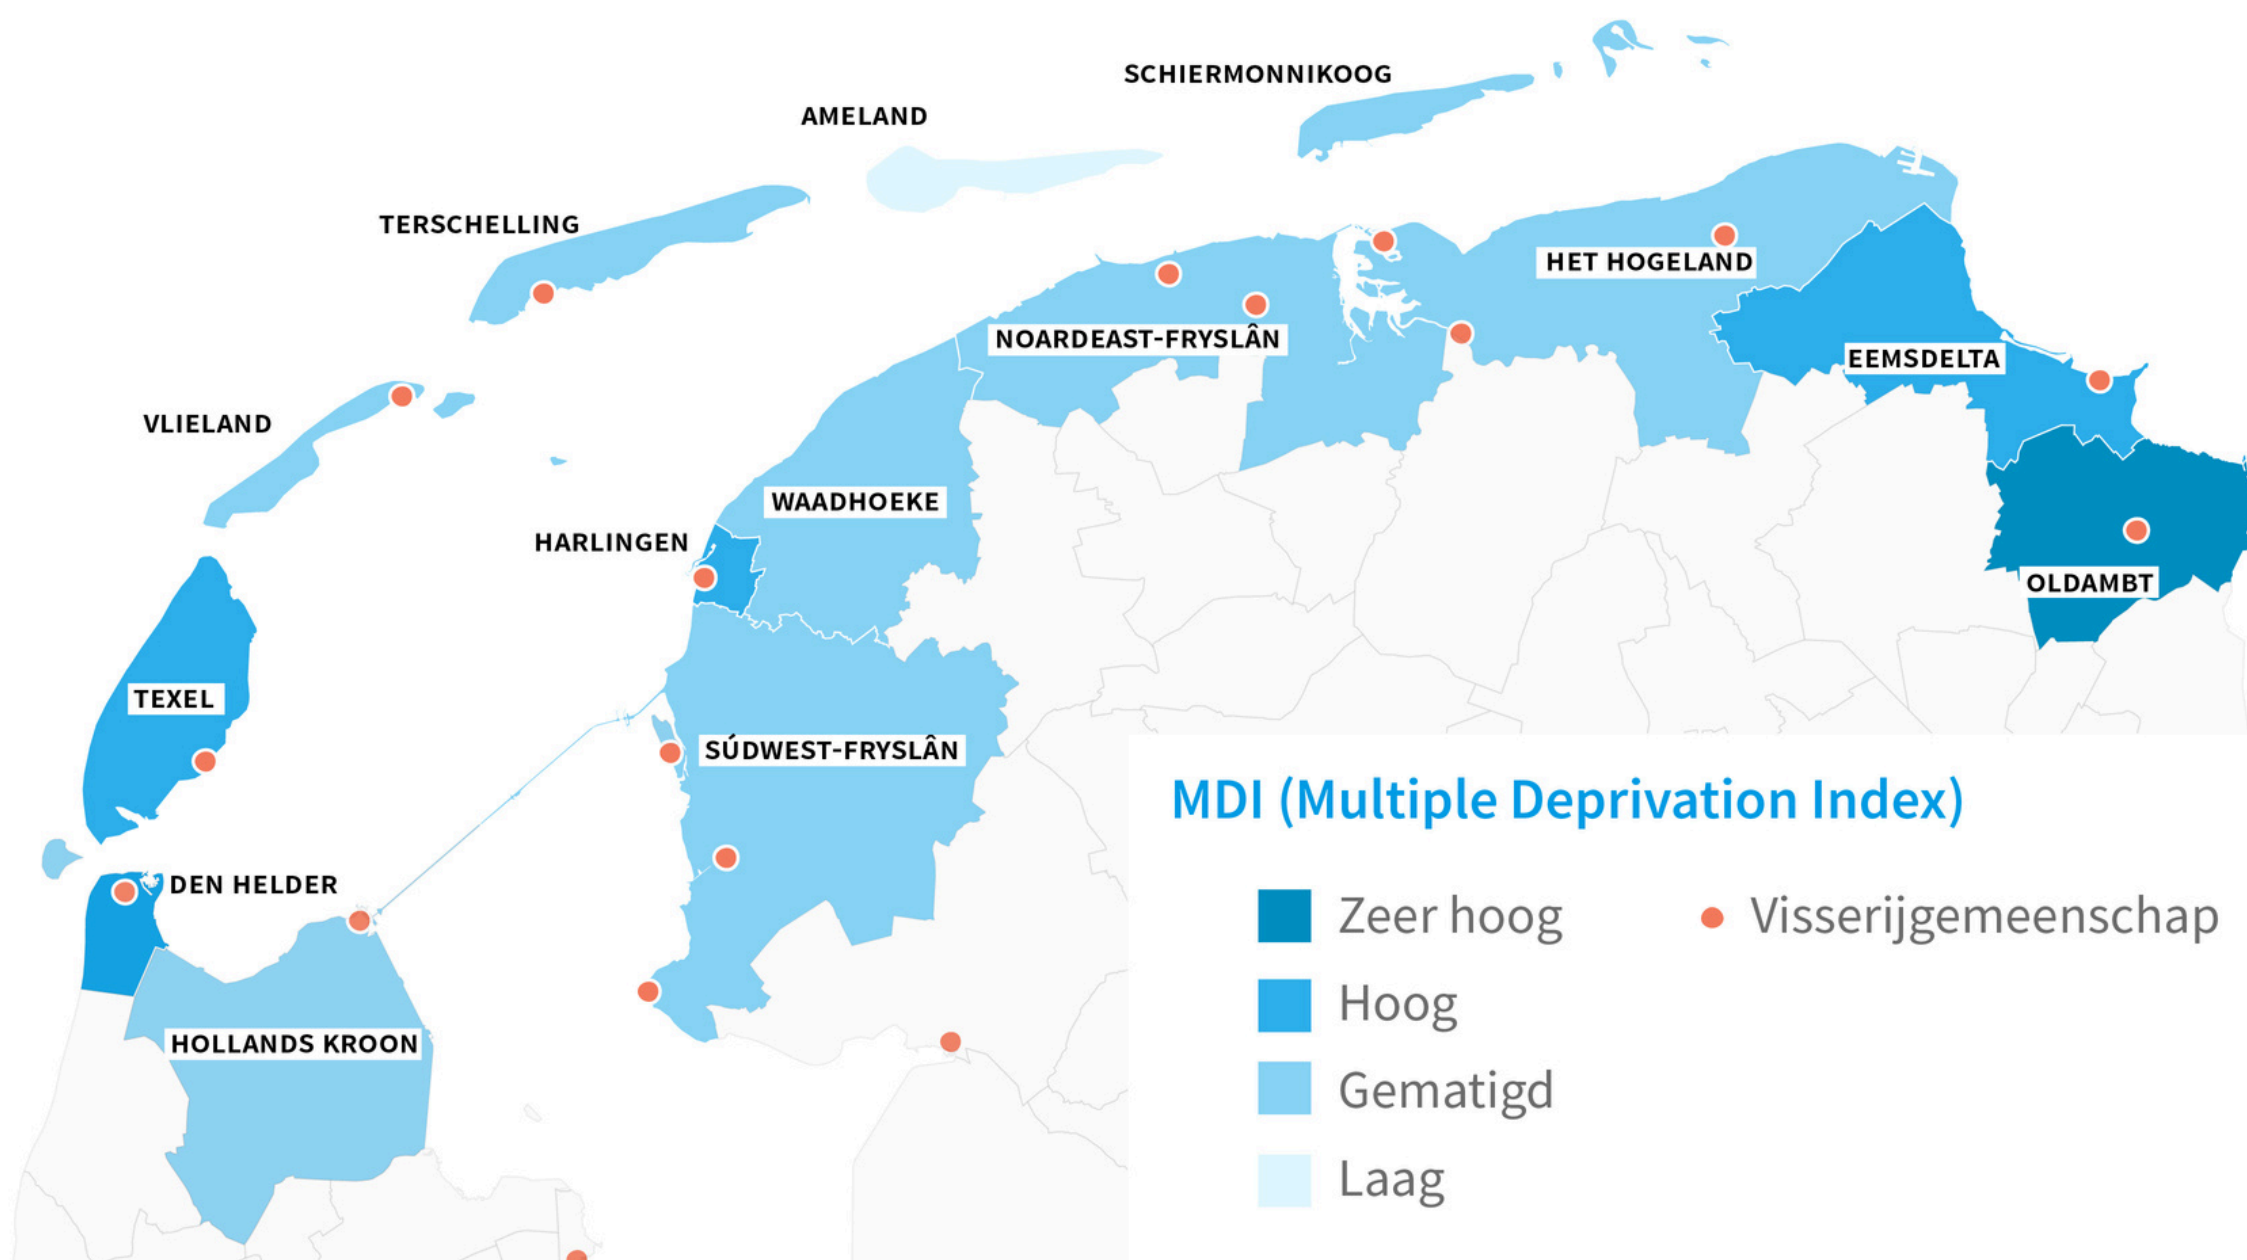 SCHIERMONNIKOOG
AMELAND
TERSCHELLING
HET HOGELAND
NOARDEAST-FRYSLÂN
EEMSDELTA
VLIELAND
WAADHOEKE
HARLINGEN
OLDAMBT
TEXEL
SÚDWEST-FRYSLÂN
DEN HELDER
HOLLANDS KROON
MDI (Multiple Deprivation Index)
Zeer hoog
Visserijgemeenschap
Hoog
Gematigd
Laag